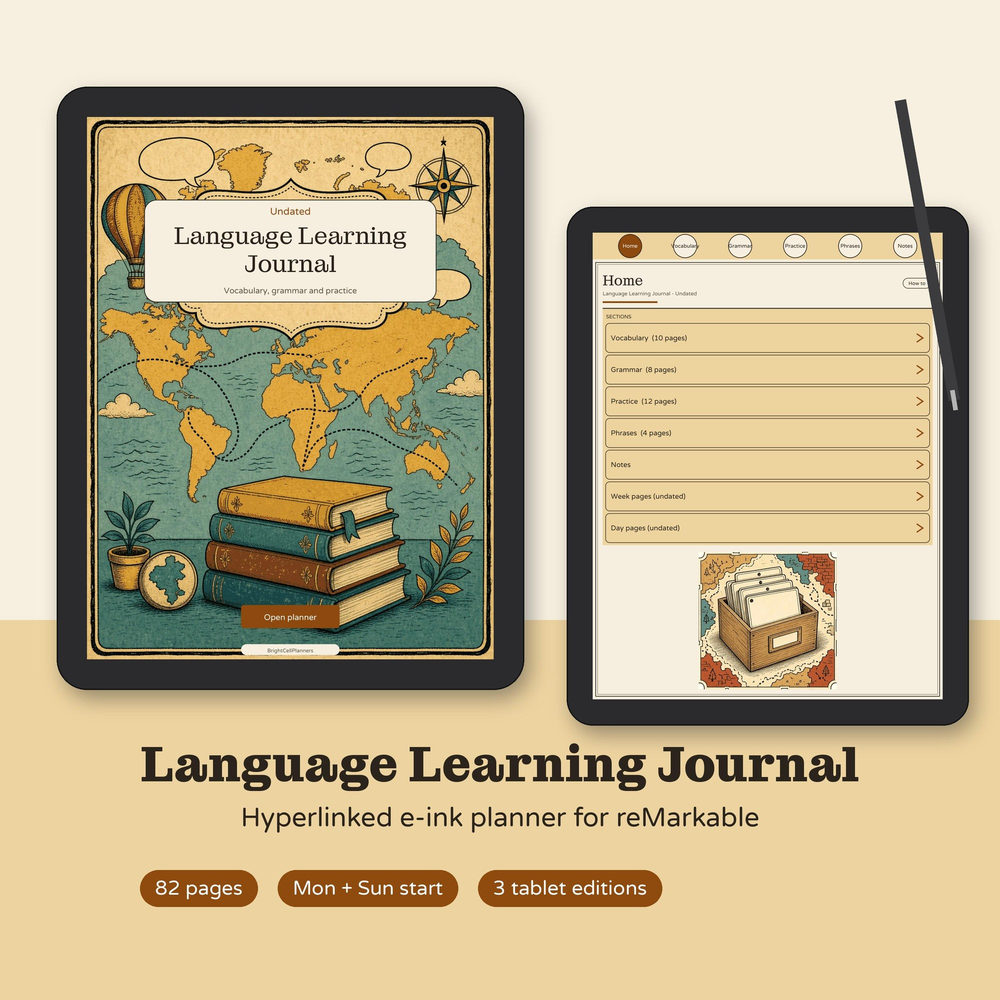 Undated
Language Learning
Journal
Vocabulary, grammar and practice
Open planner
BrightCellPlanners
Home
Vocabulary
Grammar
Practice
Phrases
Notes
Home
How to
Language Learning Journal - Undated
SECTIONS
Vocabulary (10 pages)
Grammar (8 pages)
Practice (12 pages)
Phrases (4 pages)
Notes
Week pages (undated)
Day pages (undated)
Language Learning Journal
Hyperlinked e-ink planner for reMarkable
82 pages
Mon + Sun start
3 tablet editions